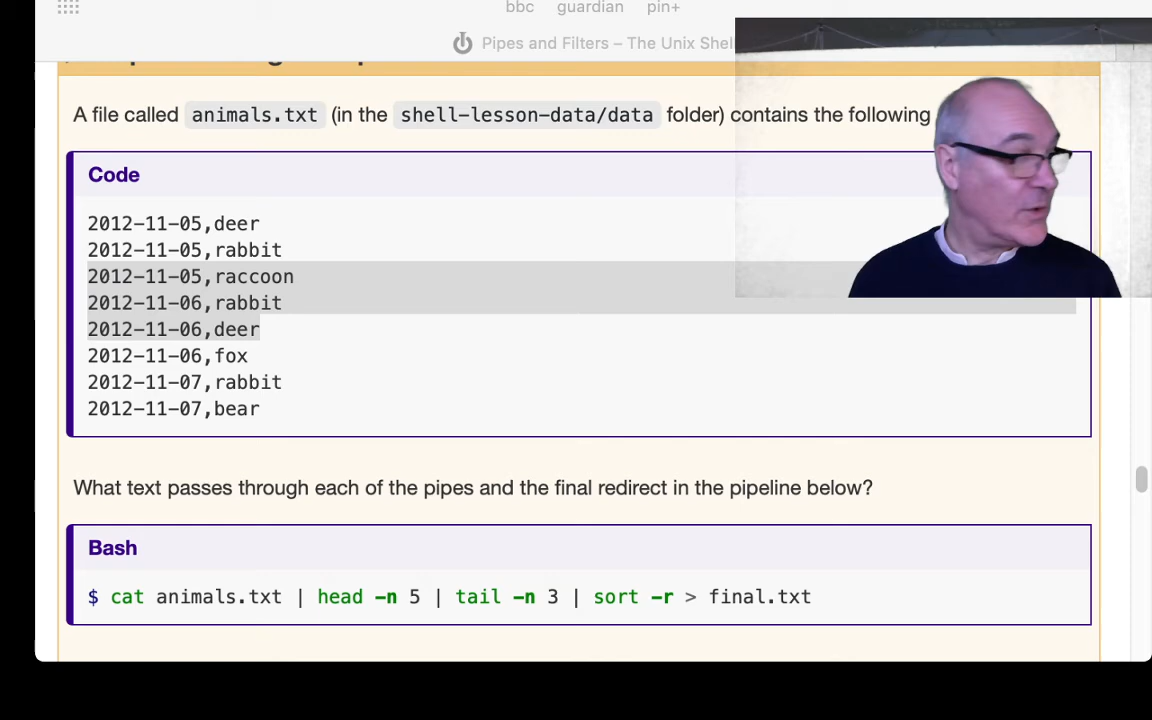 bbc guardian pin+
Pipes and Filters – The Unix Shel
A file called animals.txt (in the shell-lesson-data/data folder) contains the following
Code
2012-11-05,deer
2012-11-05,rabbit
2012-11-05,raccoon
2012-11-06,rabbit
2012-11-06,deer
2012-11-06,fox
2012-11-07,rabbit
2012-11-07,bear
What text passes through each of the pipes and the final redirect in the pipeline below?
Bash
$ cat animals.txt | head -n 5 | tail -n 3 | sort -r > final.txt